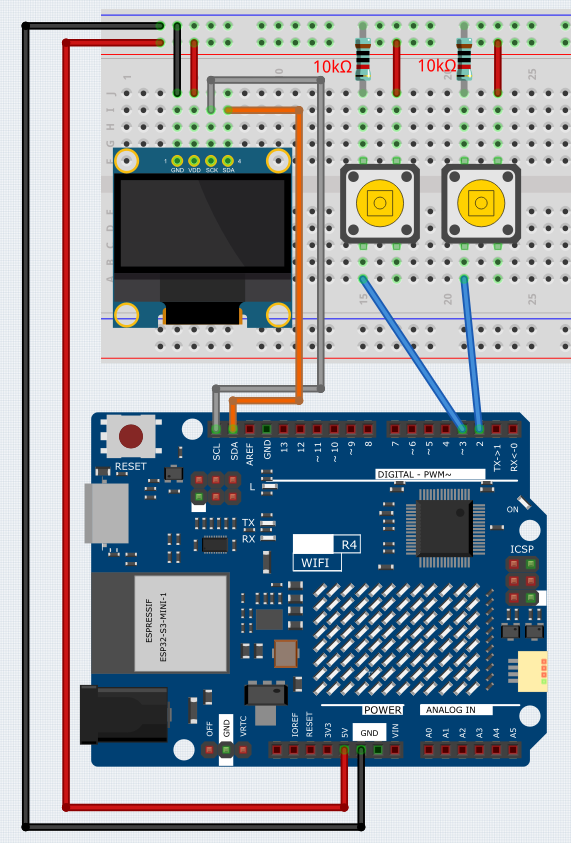 10kΩ
10kΩ
1
10
25
J
I
H
G
F
1
4
GND VDD SCK SDA
E
D
C
B
A
15
20
25
SCL
SDA
AREF
GND
13
12
~11
~10
~9
8
7
~6
~5
4
~3
2
TX->1
RX<-0
RESET
DIGITAL - PWM~
L
TX
RX
R4
WIFI
ON
ICSP
ESPRESSIF
ESP32-S3-MINI-1
POWER
ANALOG IN
OFF
GND
VRTC
IOREF
RESET
3V3
5V
GND
VIN
A0
A1
A2
A3
A4
A5